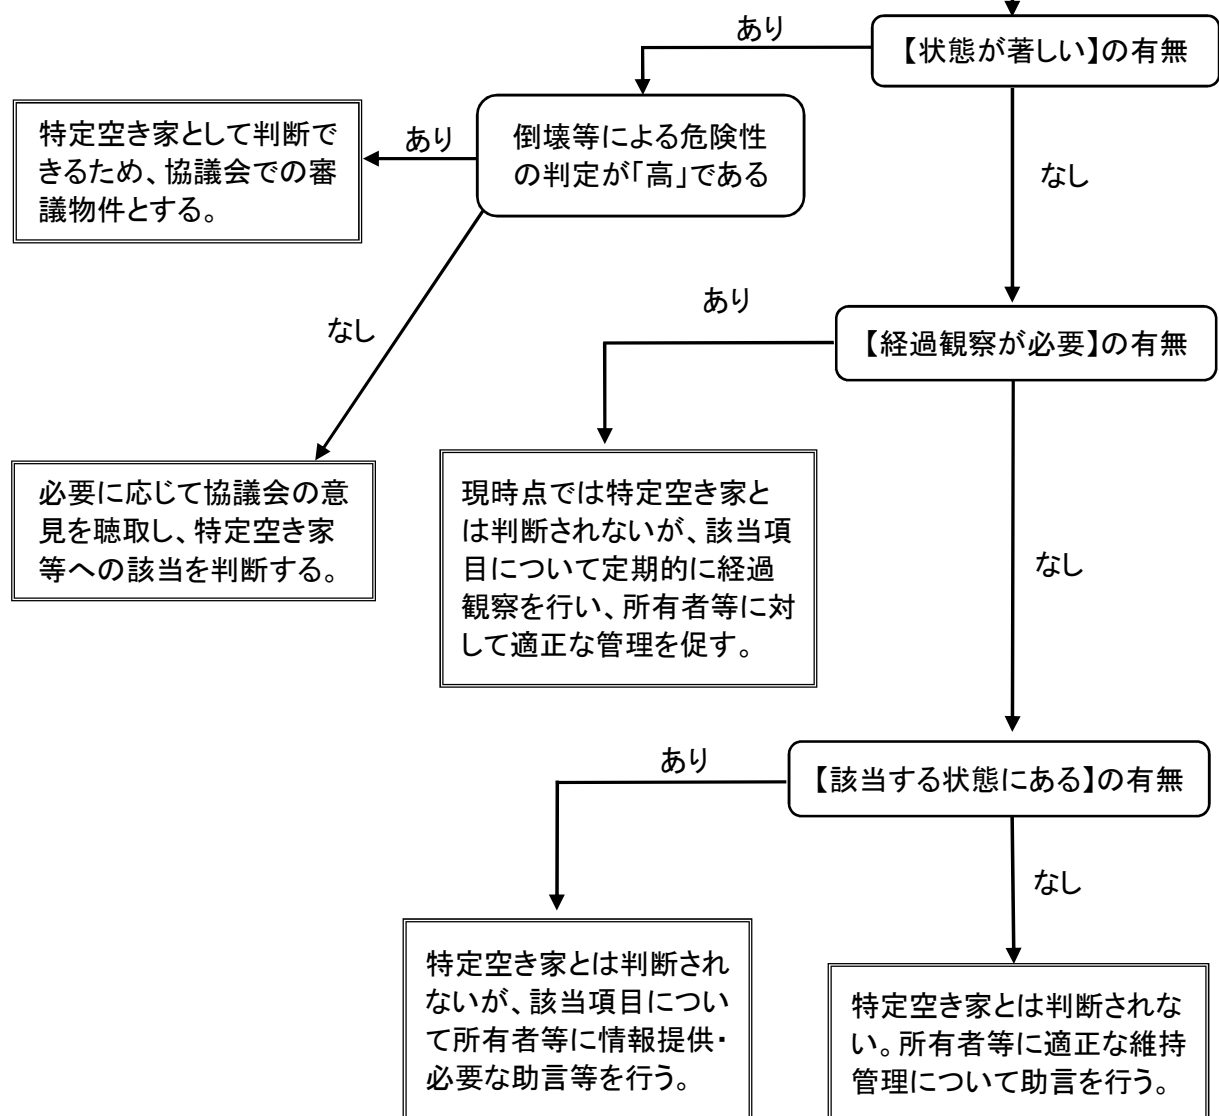 あり
【状態が著しい】の有無
特定空き家として判断で
きるため、協議会での審
議物件とする。
あり
倒壊等による危険性
の判定が「高」である
なし
なし
あり
【経過観察が必要】の有無
必要に応じて協議会の意
見を聴取し、特定空き家
等への該当を判断する。
現時点では特定空き家と
は判断されないが、該当項
目について定期的に経過
観察を行い、所有者等に対
して適正な管理を促す。
なし
あり
【該当する状態にある】の有無
なし
特定空き家とは判断され
ないが、該当項目につい
て所有者等に情報提供・
必要な助言等を行う。
特定空き家とは判断されな
い。所有者等に適正な維持
管理について助言を行う。